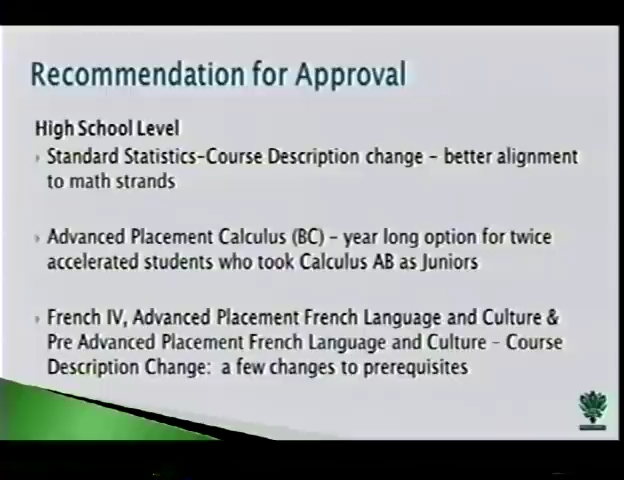 Recommendation for Approval
High School Level
Standard Statistics-Course Description change - better alignment
to math strands
Advanced Placement Calculus (BC) - year long option for twice
accelerated students who took Calculus AB as Juniors
French IV, Advanced Placement French Language and Culture &
Pre Advanced Placement French Language and Culture - Course
Description Change: a few changes to prerequisites